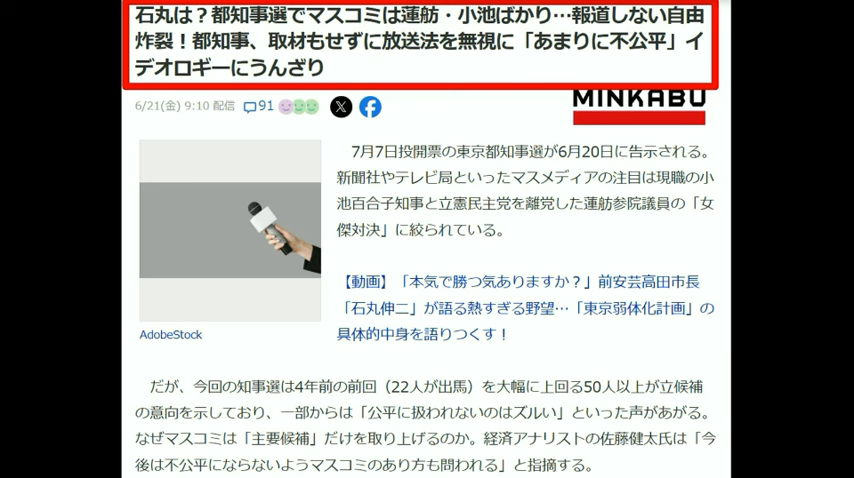 石丸は？都知事選でマスコミは蓮舫・小池ばかり…報道しない自由
炸裂！都知事、取材もせずに放送法を無視に「あまりに不公平」イ
デオロギーにうんざり
6/21(金) 9:10 配信 91
MINKABU
7月7日投開票の東京都知事選が6月20日に告示される。
新聞社やテレビ局といったマスメディアの注目は現職の小
池百合子知事と立憲民主党を離党した蓮舫参院議員の「女
傑対決」に絞られている。
【動画】「本気で勝つ気ありますか？」前安芸高田市長
「石丸伸二」が語る熱すぎる野望…「東京弱体化計画」の
具体的中身を語りつくす！
AdobeStock
だが、今回の知事選は4年前の前回（22人が出馬）を大幅に上回る50人以上が立候補
の意向を示しており、一部からは「公平に扱われないのはズルい」といった声があがる。
なぜマスコミは「主要候補」だけを取り上げるのか。経済アナリストの佐藤健太氏は「今
後は不公平にならないようマスコミのあり方も問われる」と指摘する。